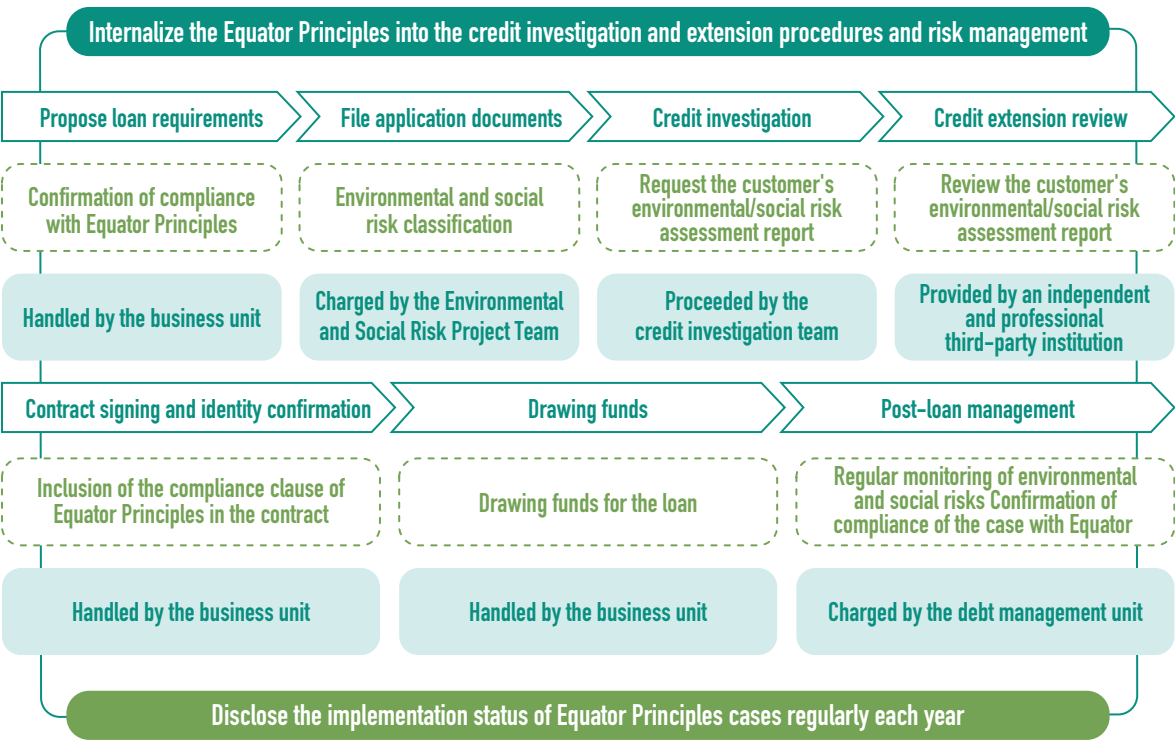 Internalize the Equator Principles into the credit investigation and extension procedures and risk management
Propose loan requirements
File application documents
Credit investigation
Credit extension review
Confirmation of compliance
with Equator Principles
Environmental and social
risk classification
Request the customer's
environmental/social risk
assessment report
Review the customer's
environmental/social risk
assessment report
Handled by the business unit
Charged by the Environmental
and Social Risk Project Team
Proceeded by the
credit investigation team
Provided by an independent
and professional
third-party institution
Contract signing and identity confirmation
Drawing funds
Post-loan management
Inclusion of the compliance clause of
Equator Principles in the contract
Drawing funds for the loan
Regular monitoring of environmental
and social risks Confirmation of
compliance of the case with Equator
Handled by the business unit
Handled by the business unit
Charged by the debt management unit
Disclose the implementation status of Equator Principles cases regularly each year